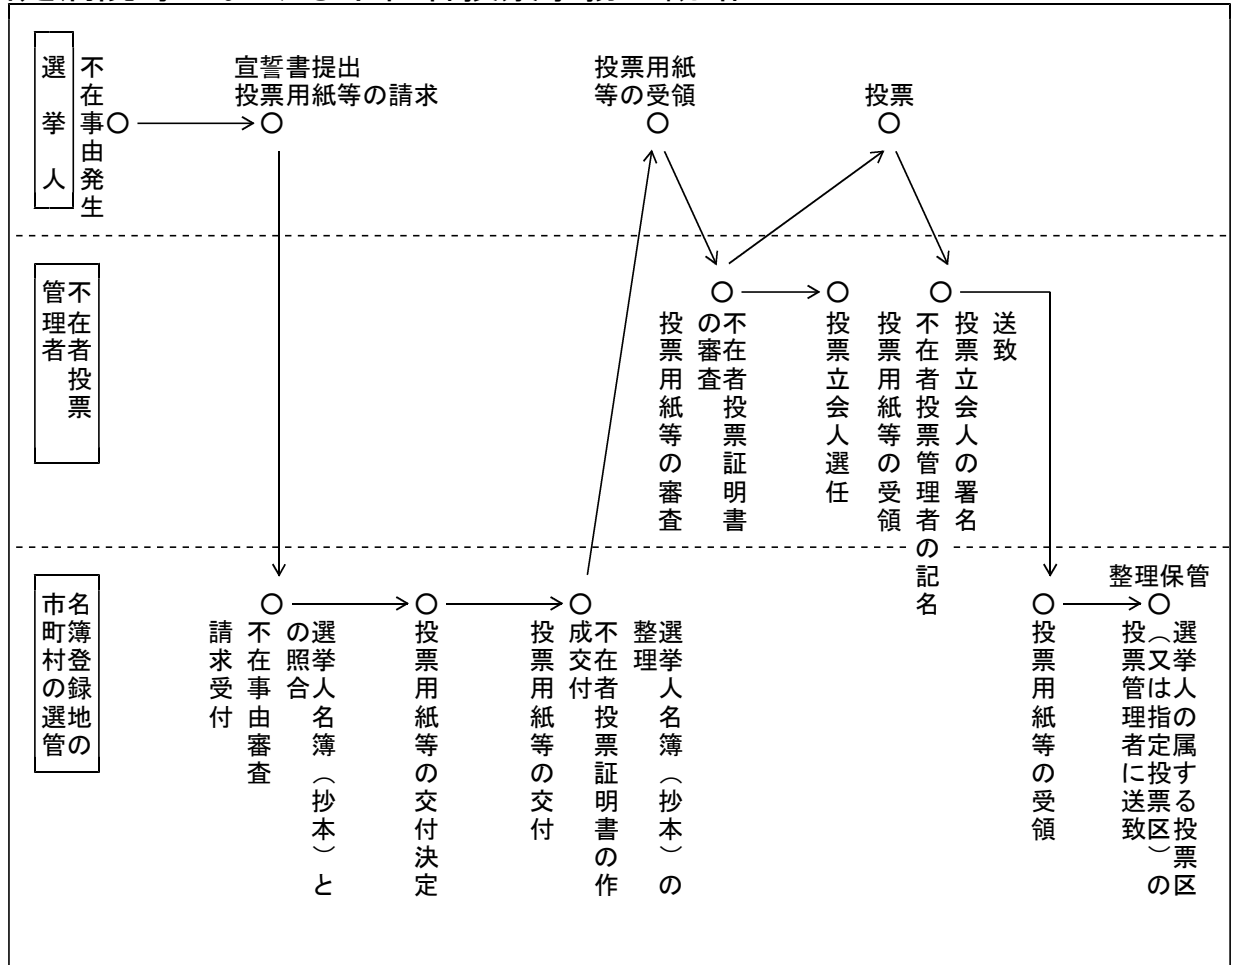 選挙人
不在事由発生
宣誓書提出
投票用紙等の請求
投票用紙
等の受領
投票
不在者投票
管理者
不在者投票証明書
の審査
投票用紙等の審査
投票立会人選任
送致
投票立会人の署名
不在者投票管理者の記名
投票用紙等の受領
名簿登録地の
市町村の選管
選挙人名簿（抄本）と
の照合
不在事由審査
請求受付
投票用紙等の交付決定
選挙人名簿（抄本）の
整理
不在者投票証明書の作
成交付
投票用紙等の交付
投票用紙等の受領
整理保管
選挙人の属する投票区
（又は指定投票区）の
投票管理者に送致